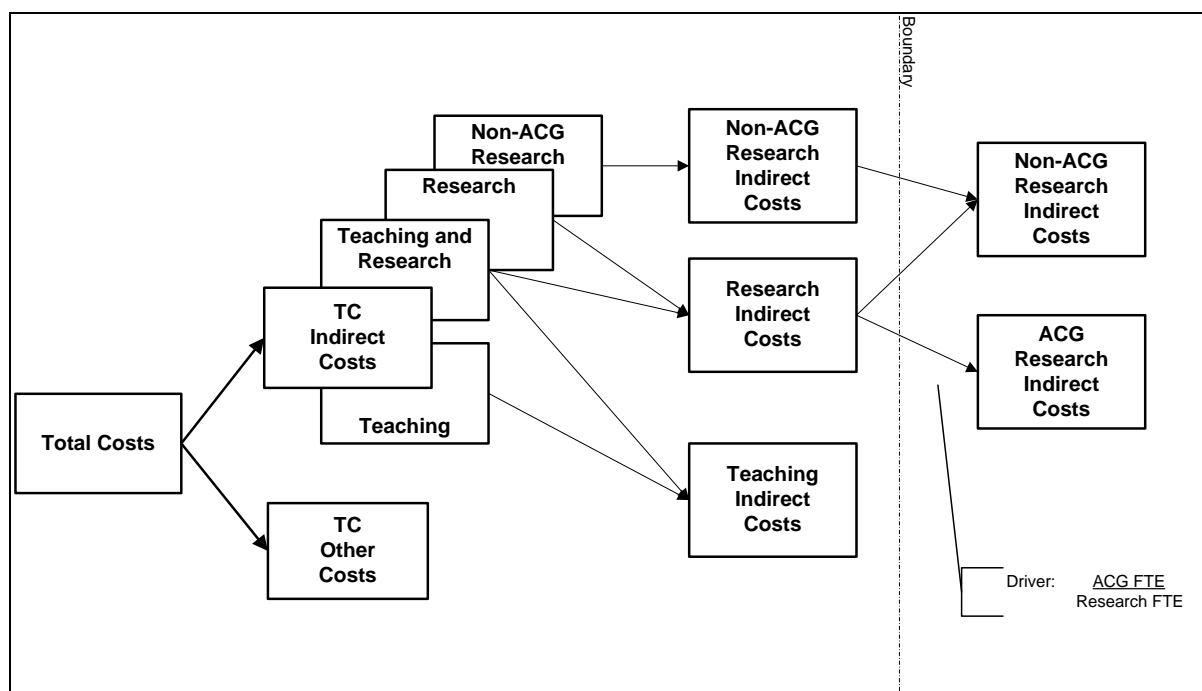 Boundary
Non-ACG
Research
Research
Teaching and
Research
TC
Indirect
Costs
Teaching
Total Costs
TC
Other
Costs
Non-ACG
Research
Indirect
Costs
Research
Indirect
Costs
Teaching
Indirect
Costs
Non-ACG
Research
Indirect
Costs
ACG
Research
Indirect
Costs
Driver: ACG FTE
Research FTE